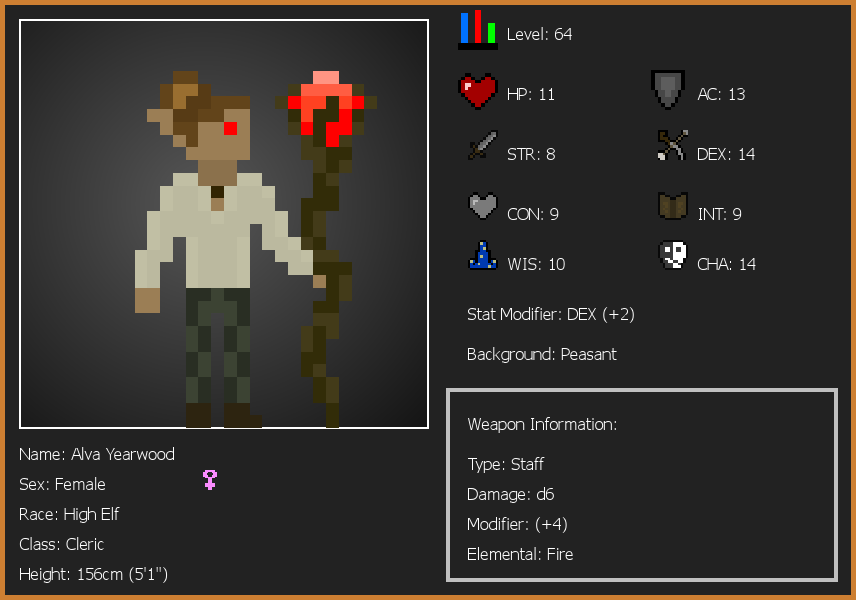 Level: 64
HP: 11
AC: 13
STR: 8
DEX: 14
CON: 9
INT: 9
WIS: 10
CHA: 14
Stat Modifier: DEX (+2)
Background: Peasant
Weapon Information:
Type: Staff
Damage: d6
Modifier: (+4)
Elemental: Fire
Name: Alva Yearwood
Sex: Female
Race: High Elf
Class: Cleric
Height: 156cm (5'1")